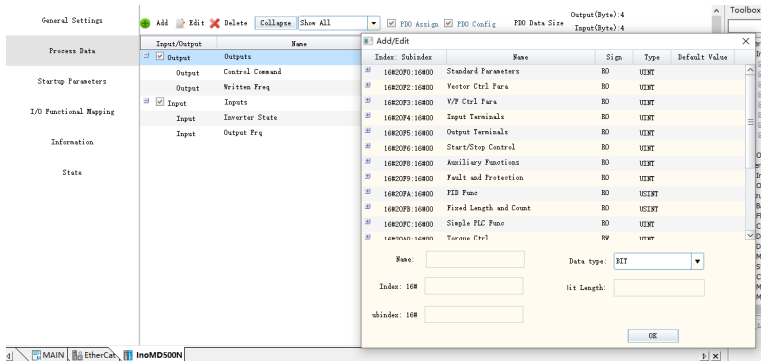 General Settings
Process Data
Startup Parameters
I/O Functional Mapping
Information
State
Add Edit Delete Collapse Show All PDO Assign PDO Config PDO Data Size Output(Byte):4
Input(Byte):4
Input/Output Name
Output Outputs
Output Control Command
Output Written Freq
Input Inputs
Input Inverter State
Input Output Frq
Add/Edit
Index: Subindex Name Sign Type Default Value
16#20F0:16#00 Standard Parameters RO UINT
16#20F2:16#00 Vector Ctrl Para RO UINT
16#20F3:16#00 V/F Ctrl Para RO UINT
16#20F4:16#00 Input Terminals RO UINT
16#20F5:16#00 Output Terminals RO UINT
16#20F6:16#00 Start/Stop Control RO UINT
16#20F8:16#00 Auxiliary Functions RO UINT
16#20F9:16#00 Fault and Protection RO UINT
16#20FA:16#00 PID Func RO USINT
16#20FB:16#00 Fixed Length and Count RO USINT
16#20FC:16#00 Simple PLC Func RO UINT
16#20A0:16#00 Torque Ctrl RW UINT
Name:
Data type: BIT
Index: 16#
Bit Length:
ubindex: 16#
OK
Toolbox
MAIN EtherCat InoMD500N